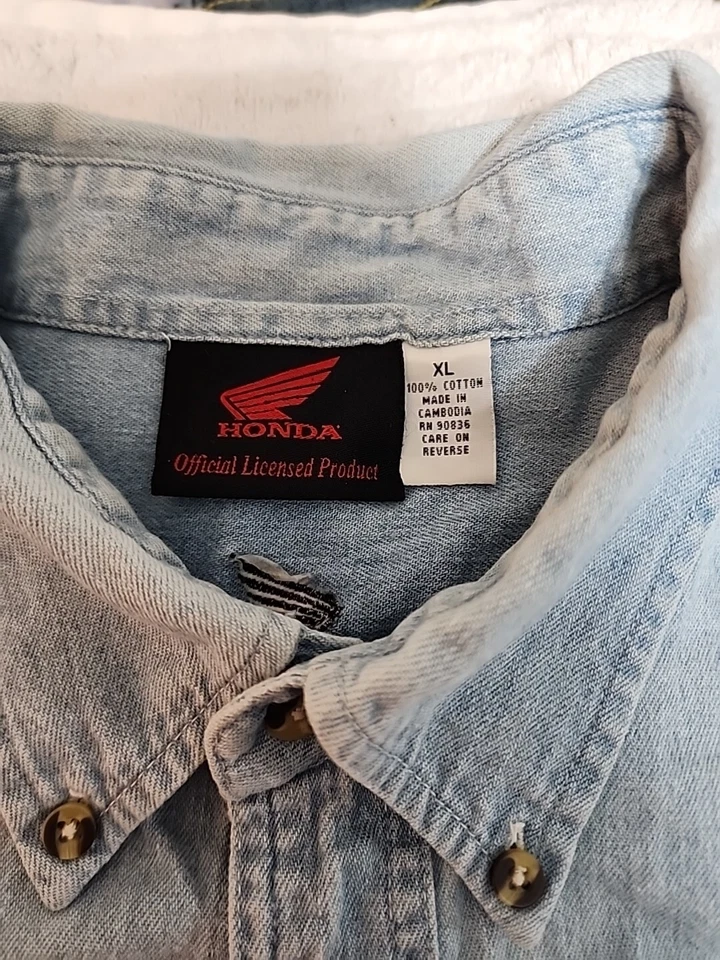 HONDA
Official Licensed Product
XL
100% COTTON
MADE IN
CAMBODIA
RN 90836
CARE ON
REVERSE